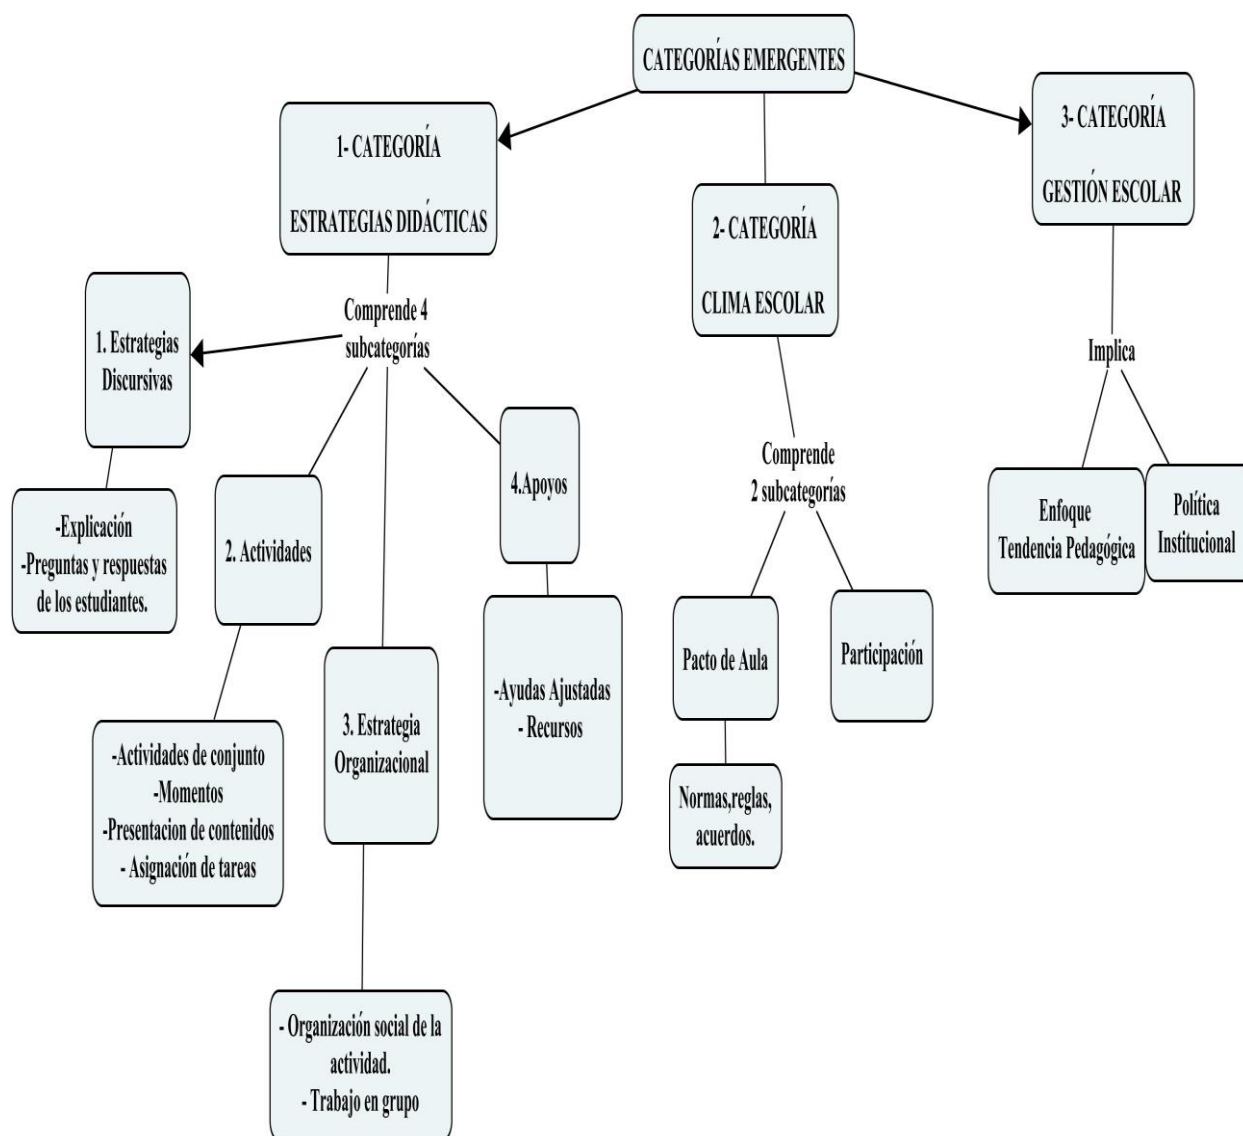 CATEGORÍAS EMERGENTES
1- CATEGORÍA
ESTRATEGIAS DIDÁCTICAS
Comprende 4
subcategorías
1. Estrategias
Discursivas
-Explicación
-Preguntas y respuestas
de los estudiantes.
2. Actividades
-Actividades de conjunto
-Momentos
-Presentacion de contenidos
- Asignación de tareas
3. Estrategia
Organizacional
- Organización social de la
actividad.
- Trabajo en grupo
4.Apoyos
-Ayudas Ajustadas
- Recursos
2- CATEGORÍA
CLIMA ESCOLAR
Comprende
2 subcategorías
Pacto de Aula
Normas,reglas,
acuerdos.
Participación
3- CATEGORÍA
GESTIÓN ESCOLAR
Implica
Enfoque
Tendencia Pedagógica
Política
Institucional